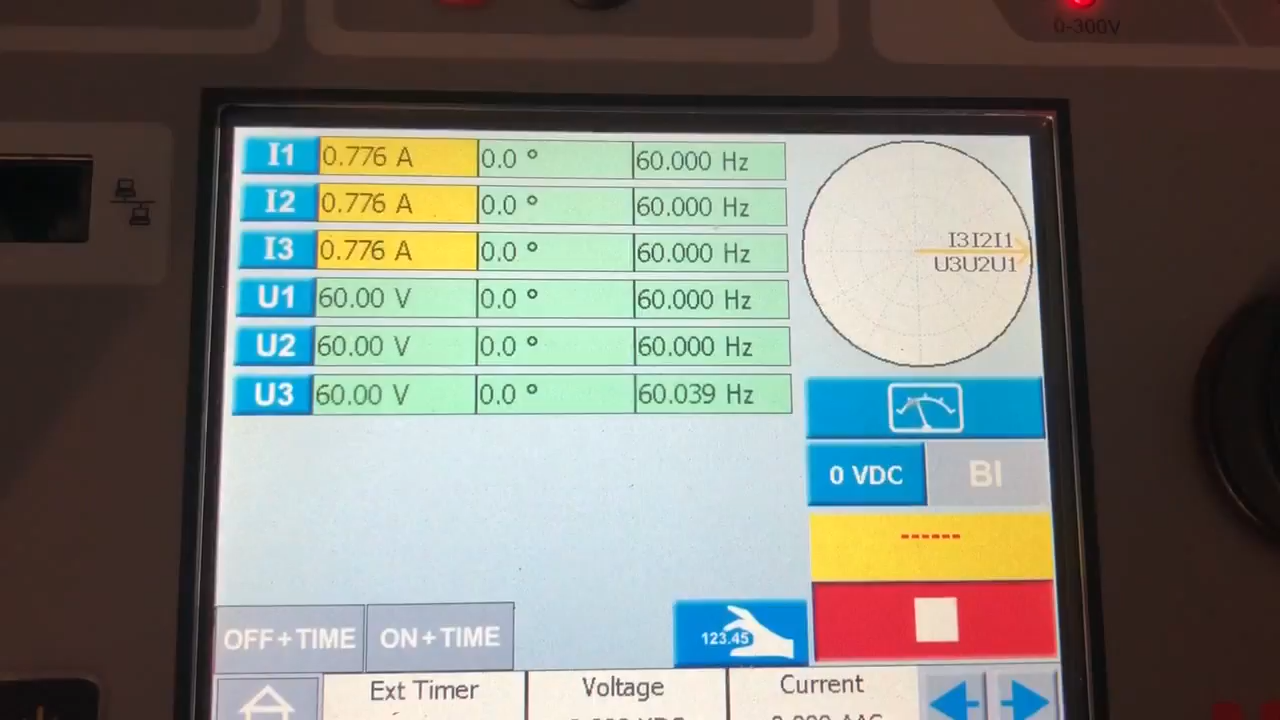 0-300V
I1 0.776 A 0.0 ° 60.000 Hz
I2 0.776 A 0.0 ° 60.000 Hz
I3 0.776 A 0.0 ° 60.000 Hz
U1 60.00 V 0.0 ° 60.000 Hz
U2 60.00 V 0.0 ° 60.000 Hz
U3 60.00 V 0.0 ° 60.039 Hz
I3I2I1
U3U2U1
0 VDC BI
------
OFF+TIME ON+TIME 123.45
Ext Timer Voltage Current